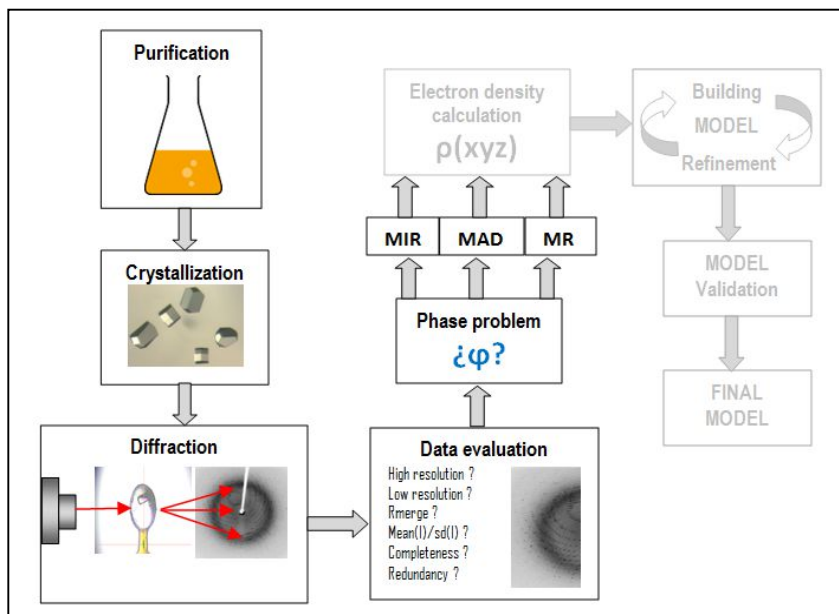 Purification
Crystallization
Diffraction
Data evaluation
High resolution ?
Low resolution ?
Rmerge ?
Mean(I)/sd(I) ?
Completeness ?
Redundancy ?
Phase problem
¿φ?
MIR
MAD
MR
Electron density
calculation
ρ(xyz)
Building
MODEL
Refinement
MODEL
Validation
FINAL
MODEL